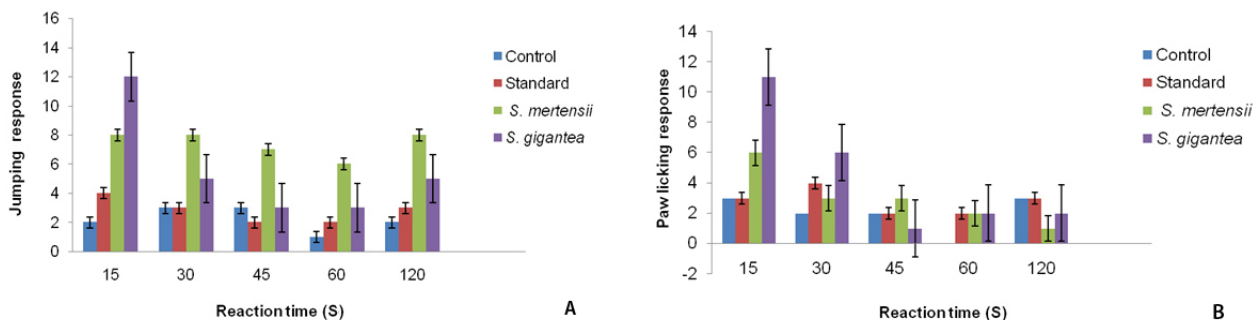 16
14
12
10
8
6
4
2
0
Jumping response
15 30 45 60 120
Reaction time (S)
Control
Standard
S. mertensii
S. gigantea
A
14
12
10
8
6
4
2
0
-2
Paw licking response
15 30 45 60 120
Reaction time (S)
Control
Standard
S. mertensii
S. gigantea
B